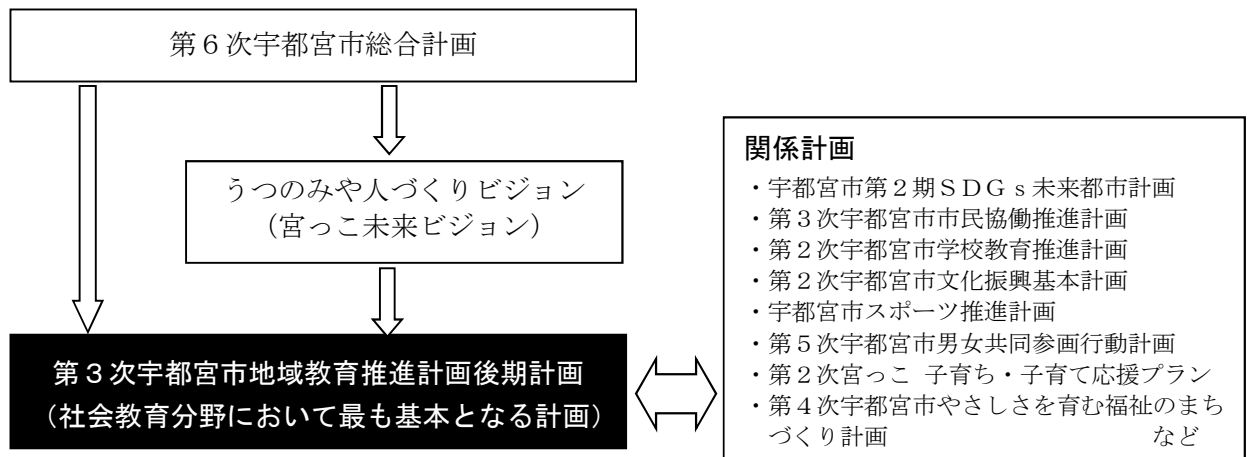 第６次宇都宮市総合計画
うつのみや人づくりビジョン
（宮っこ未来ビジョン）
第３次宇都宮市地域教育推進計画後期計画
（社会教育分野において最も基本となる計画）
関係計画
・宇都宮市第２期ＳＤＧｓ未来都市計画
・第３次宇都宮市市民協働推進計画
・第２次宇都宮市学校教育推進計画
・第２次宇都宮市文化振興基本計画
・宇都宮市スポーツ推進計画
・第５次宇都宮市男女共同参画行動計画
・第２次宮っこ 子育ち・子育て応援プラン
・第４次宇都宮市やさしさを育む福祉のまち
づくり計画 など